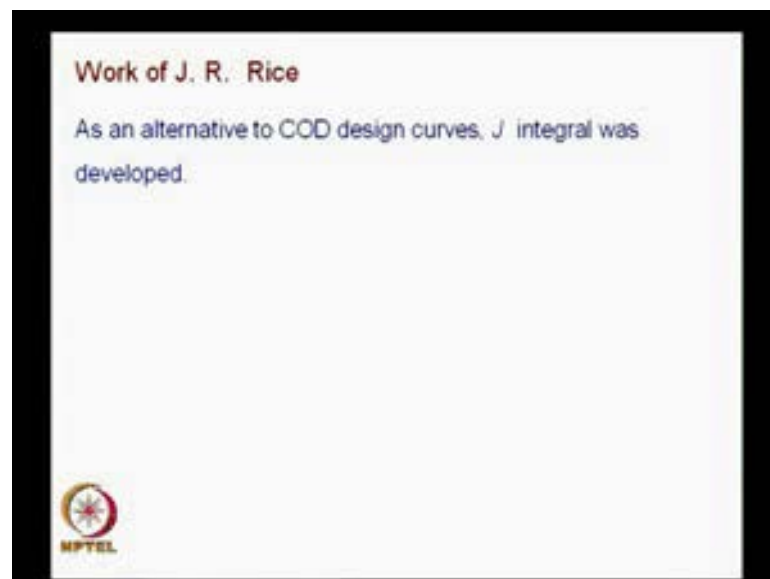 Work of J. R. Rice
As an alternative to COD design curves, J integral was
developed.
NPTEL